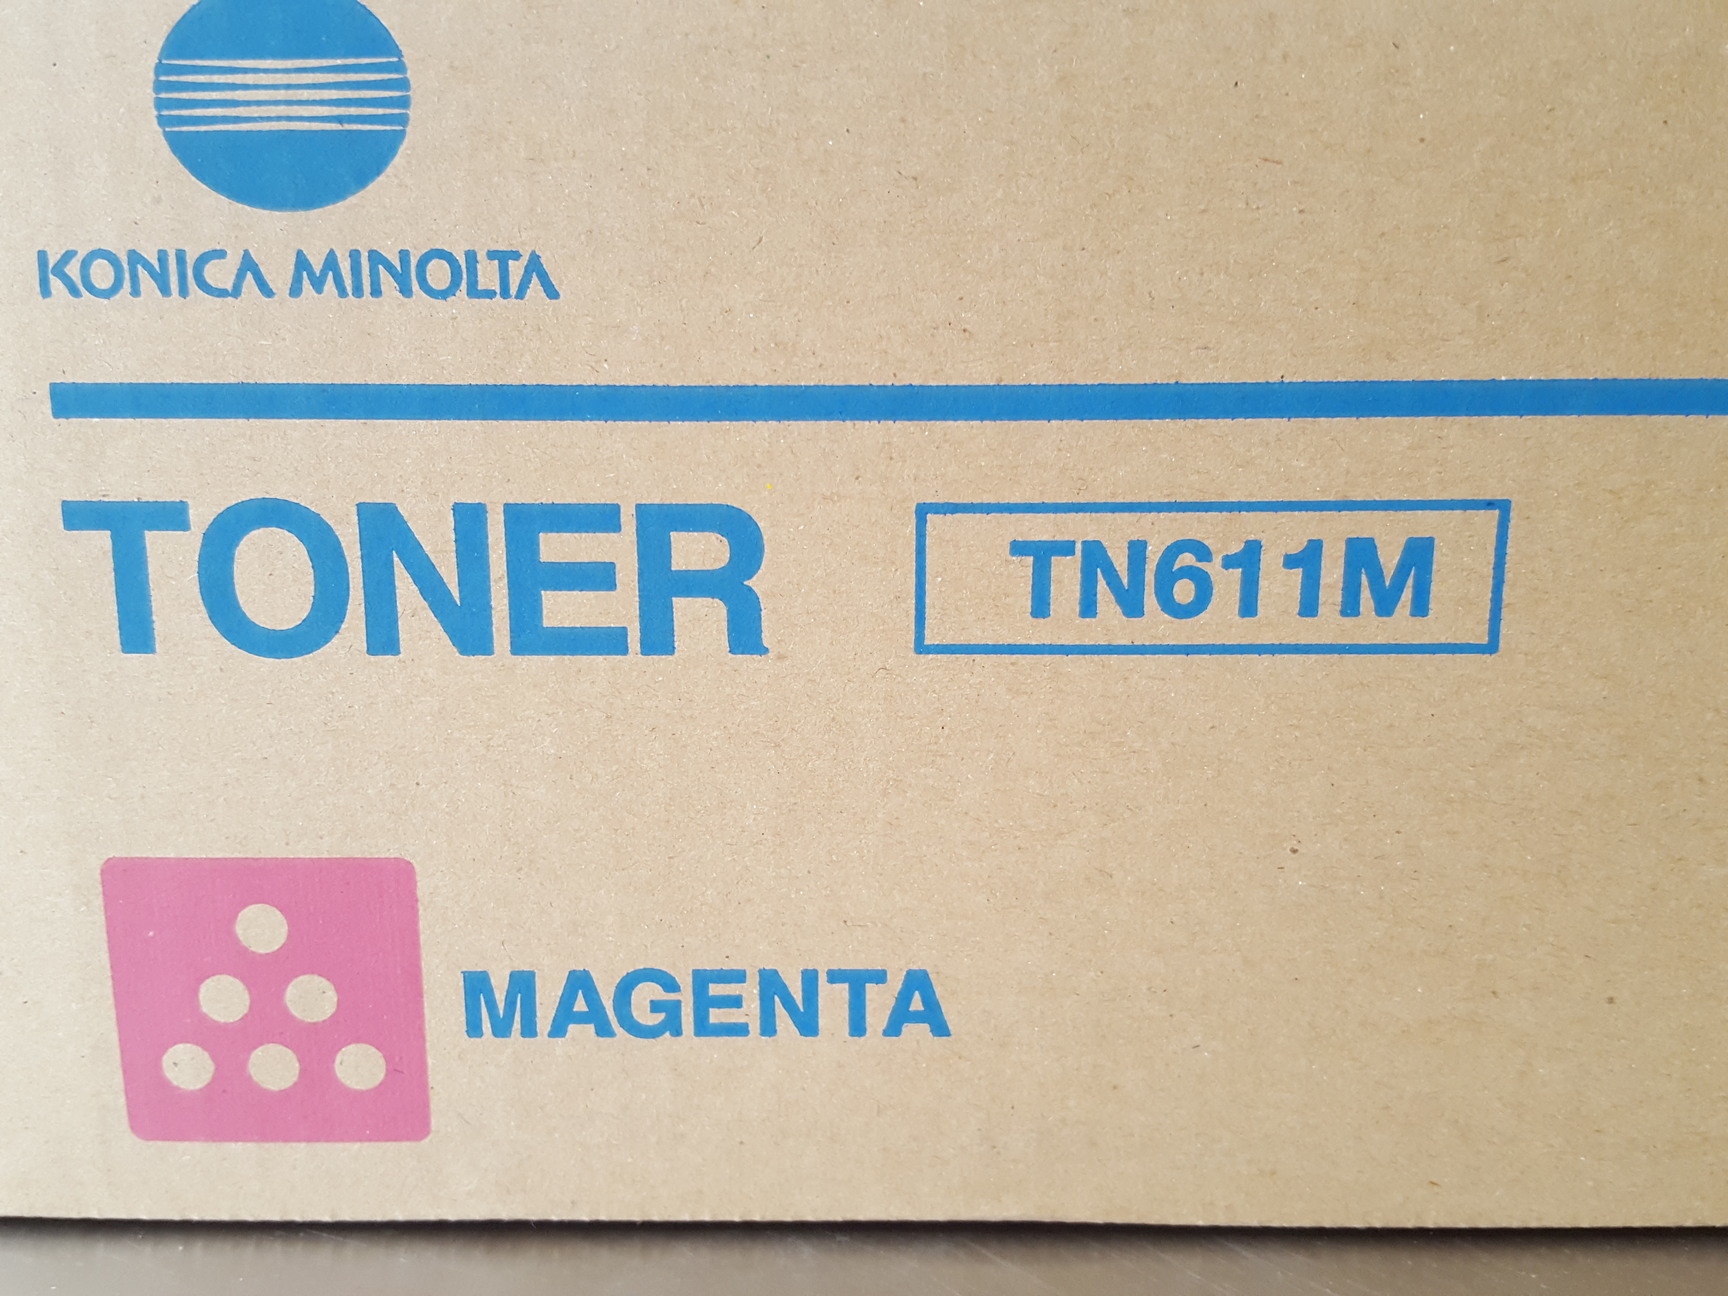 KONICA MINOLTA
TONER TN611M
MAGENTA